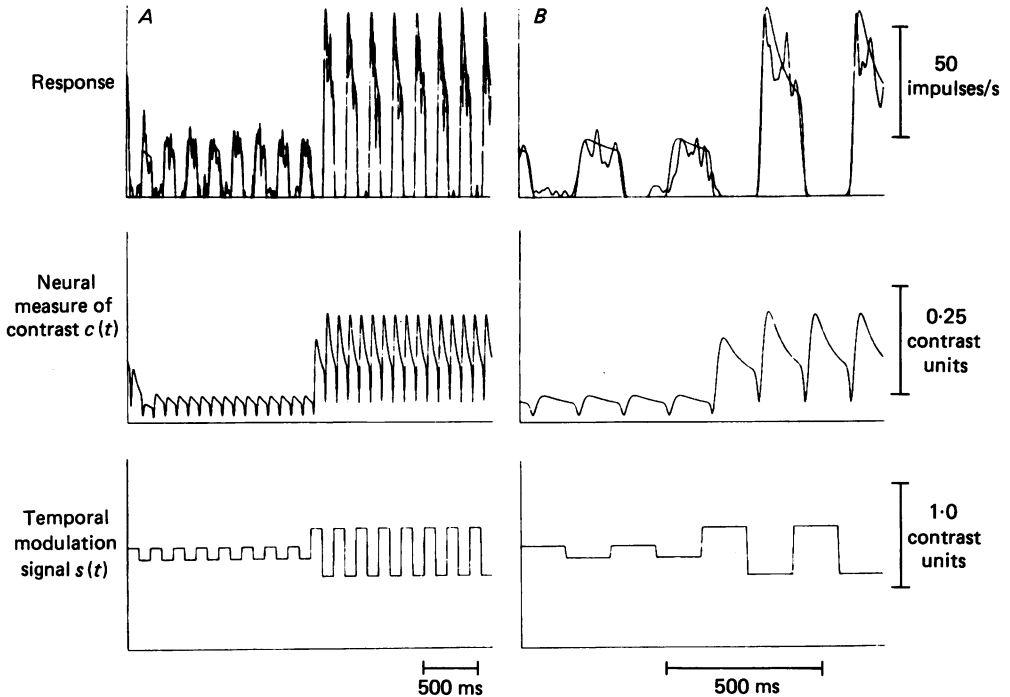 A
B
Response
50
impulses/s
Neural
measure of
contrast c (t)
0·25
contrast
units
Temporal
modulation
signal s (t)
1·0
contrast
units
500 ms
500 ms